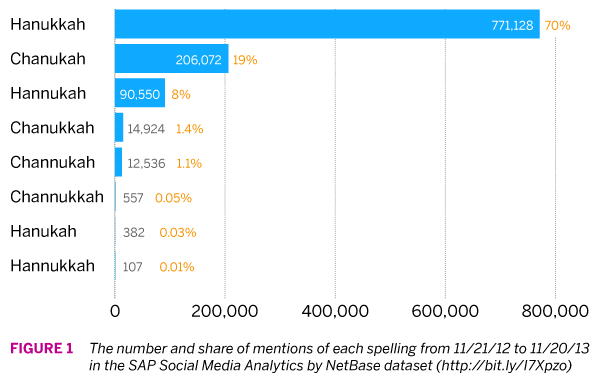 Hanukkah 771,128 70%
Chanukah 206,072 19%
Hannukah 90,550 8%
Chanukkah 14,924 1.4%
Channukah 12,536 1.1%
Channukkah 557 0.05%
Hanukah 382 0.03%
Hannukkah 107 0.01%
0 200,000 400,000 600,000 800,000
FIGURE 1 The number and share of mentions of each spelling from 11/21/12 to 11/20/13
in the SAP Social Media Analytics by NetBase dataset (http://bit.ly/I7Xpzo)